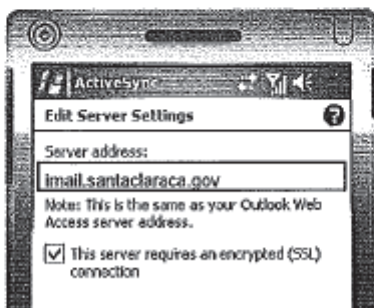 ActiveSync
Edit Server Settings
Server address:
imail.santaclaraca.gov
Note: This is the same as your Outlook Web
Access server address.
This server requires an encrypted (SSL)
connection